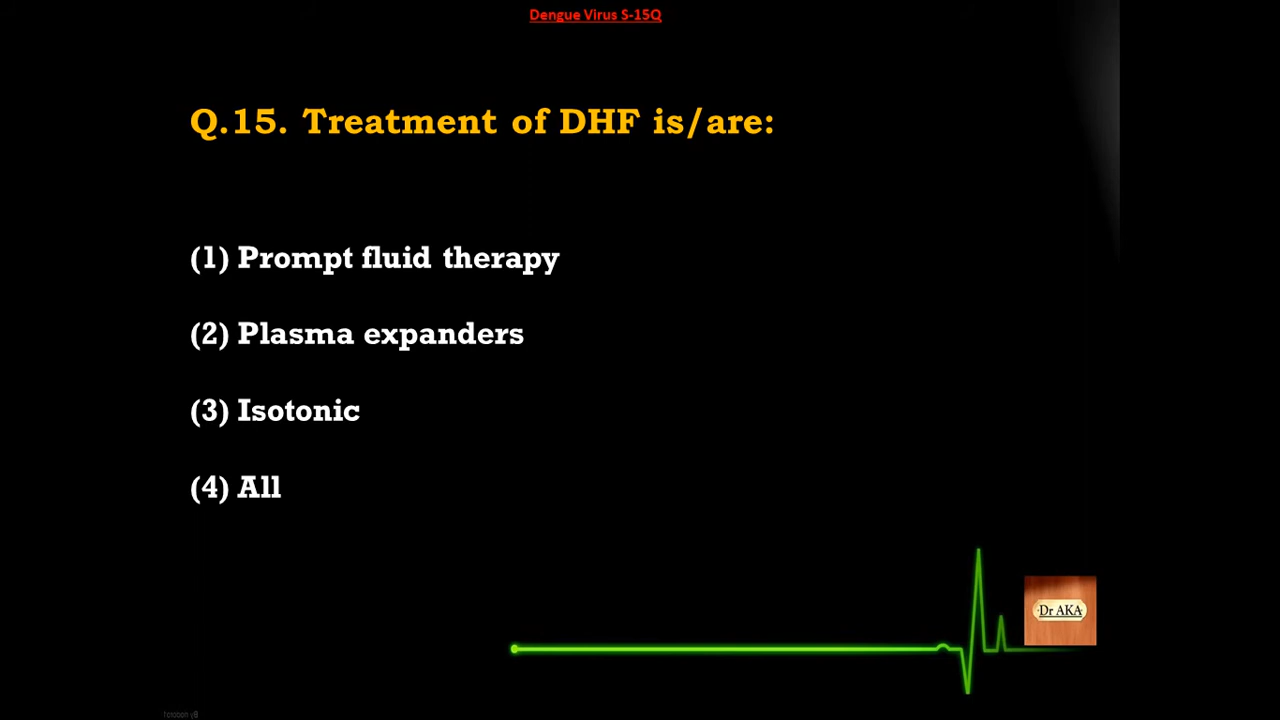 Dengue Virus S-15Q
Q.15. Treatment of DHF is/are:
(1) Prompt fluid therapy
(2) Plasma expanders
(3) Isotonic
(4) All
Dr AKA